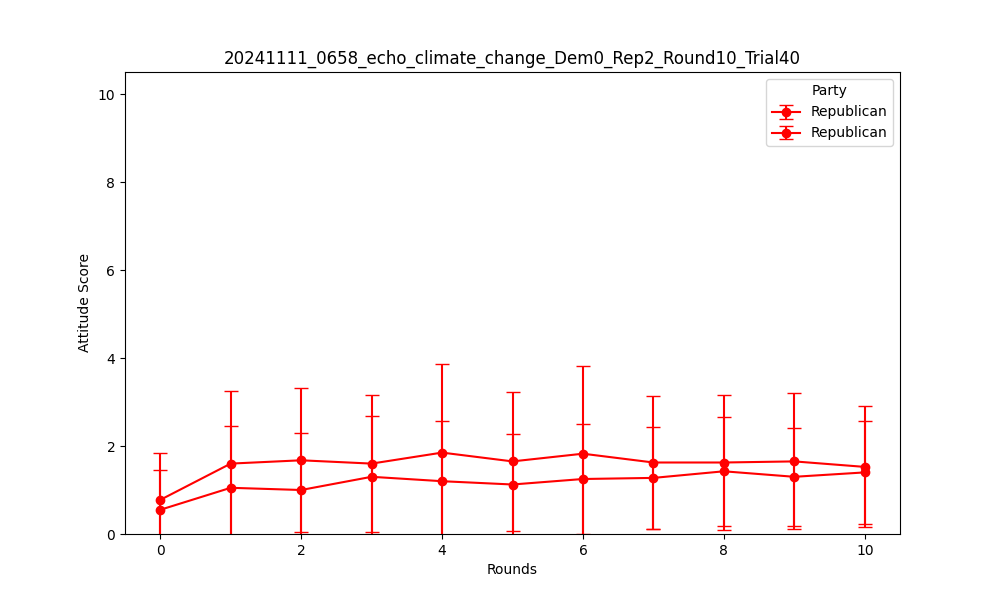 20241111_0658_echo_climate_change_Dem0_Rep2_Round10_Trial40
Party
Republican
Republican
Attitude Score
10
8
6
4
2
0
0 2 4 6 8 10
Rounds